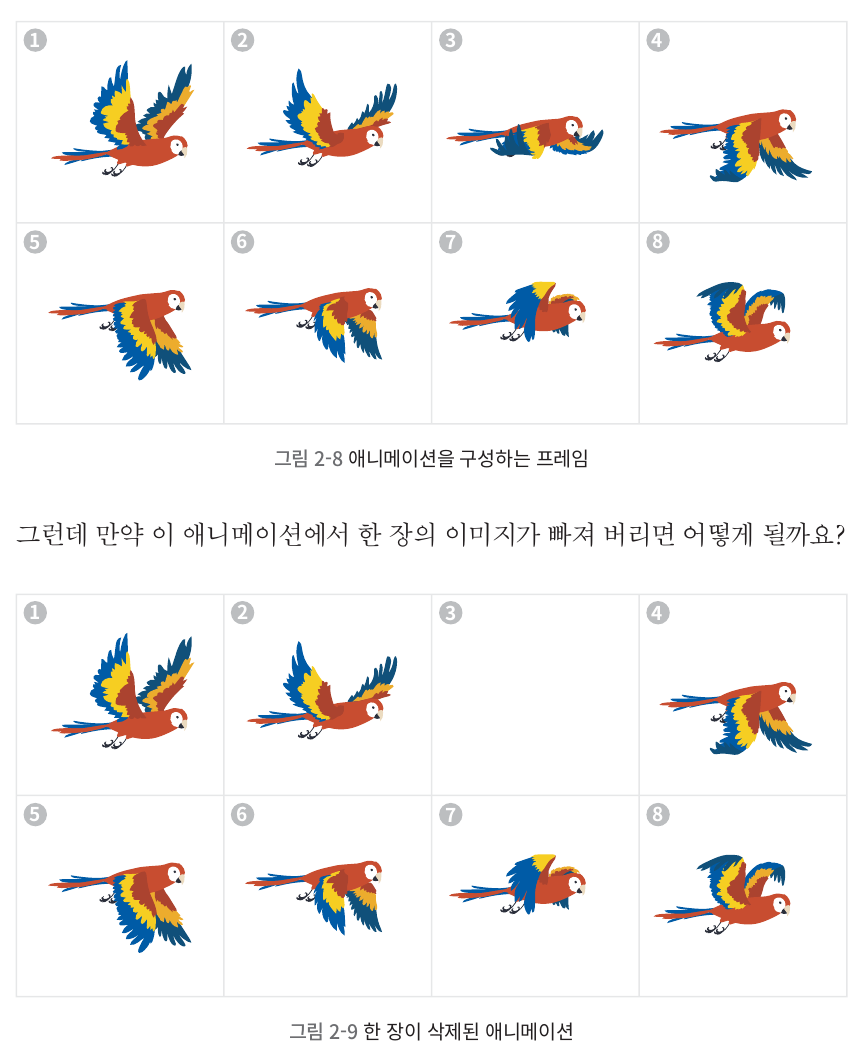 1 2 3 4
5 6 7 8
그림 2-8 애니메이션을 구성하는 프레임
그런데 만약 이 애니메이션에서 한 장의 이미지가 빠져 버리면 어떻게 될까요?
1 2 3 4
5 6 7 8
그림 2-9 한 장이 삭제된 애니메이션